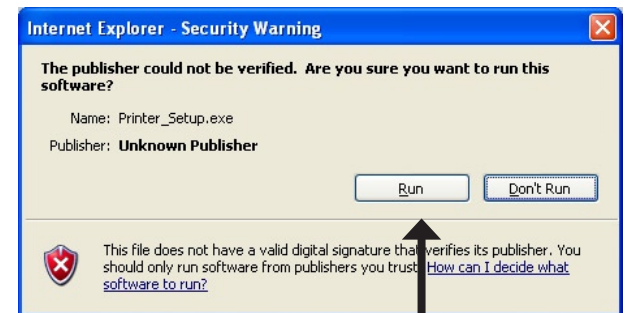 Internet Explorer - Security Warning
The publisher could not be verified. Are you sure you want to run this
software?
Name: Printer_Setup.exe
Publisher: Unknown Publisher
Run Don't Run
This file does not have a valid digital signature that verifies its publisher. You
should only run software from publishers you trust. How can I decide what
software to run?